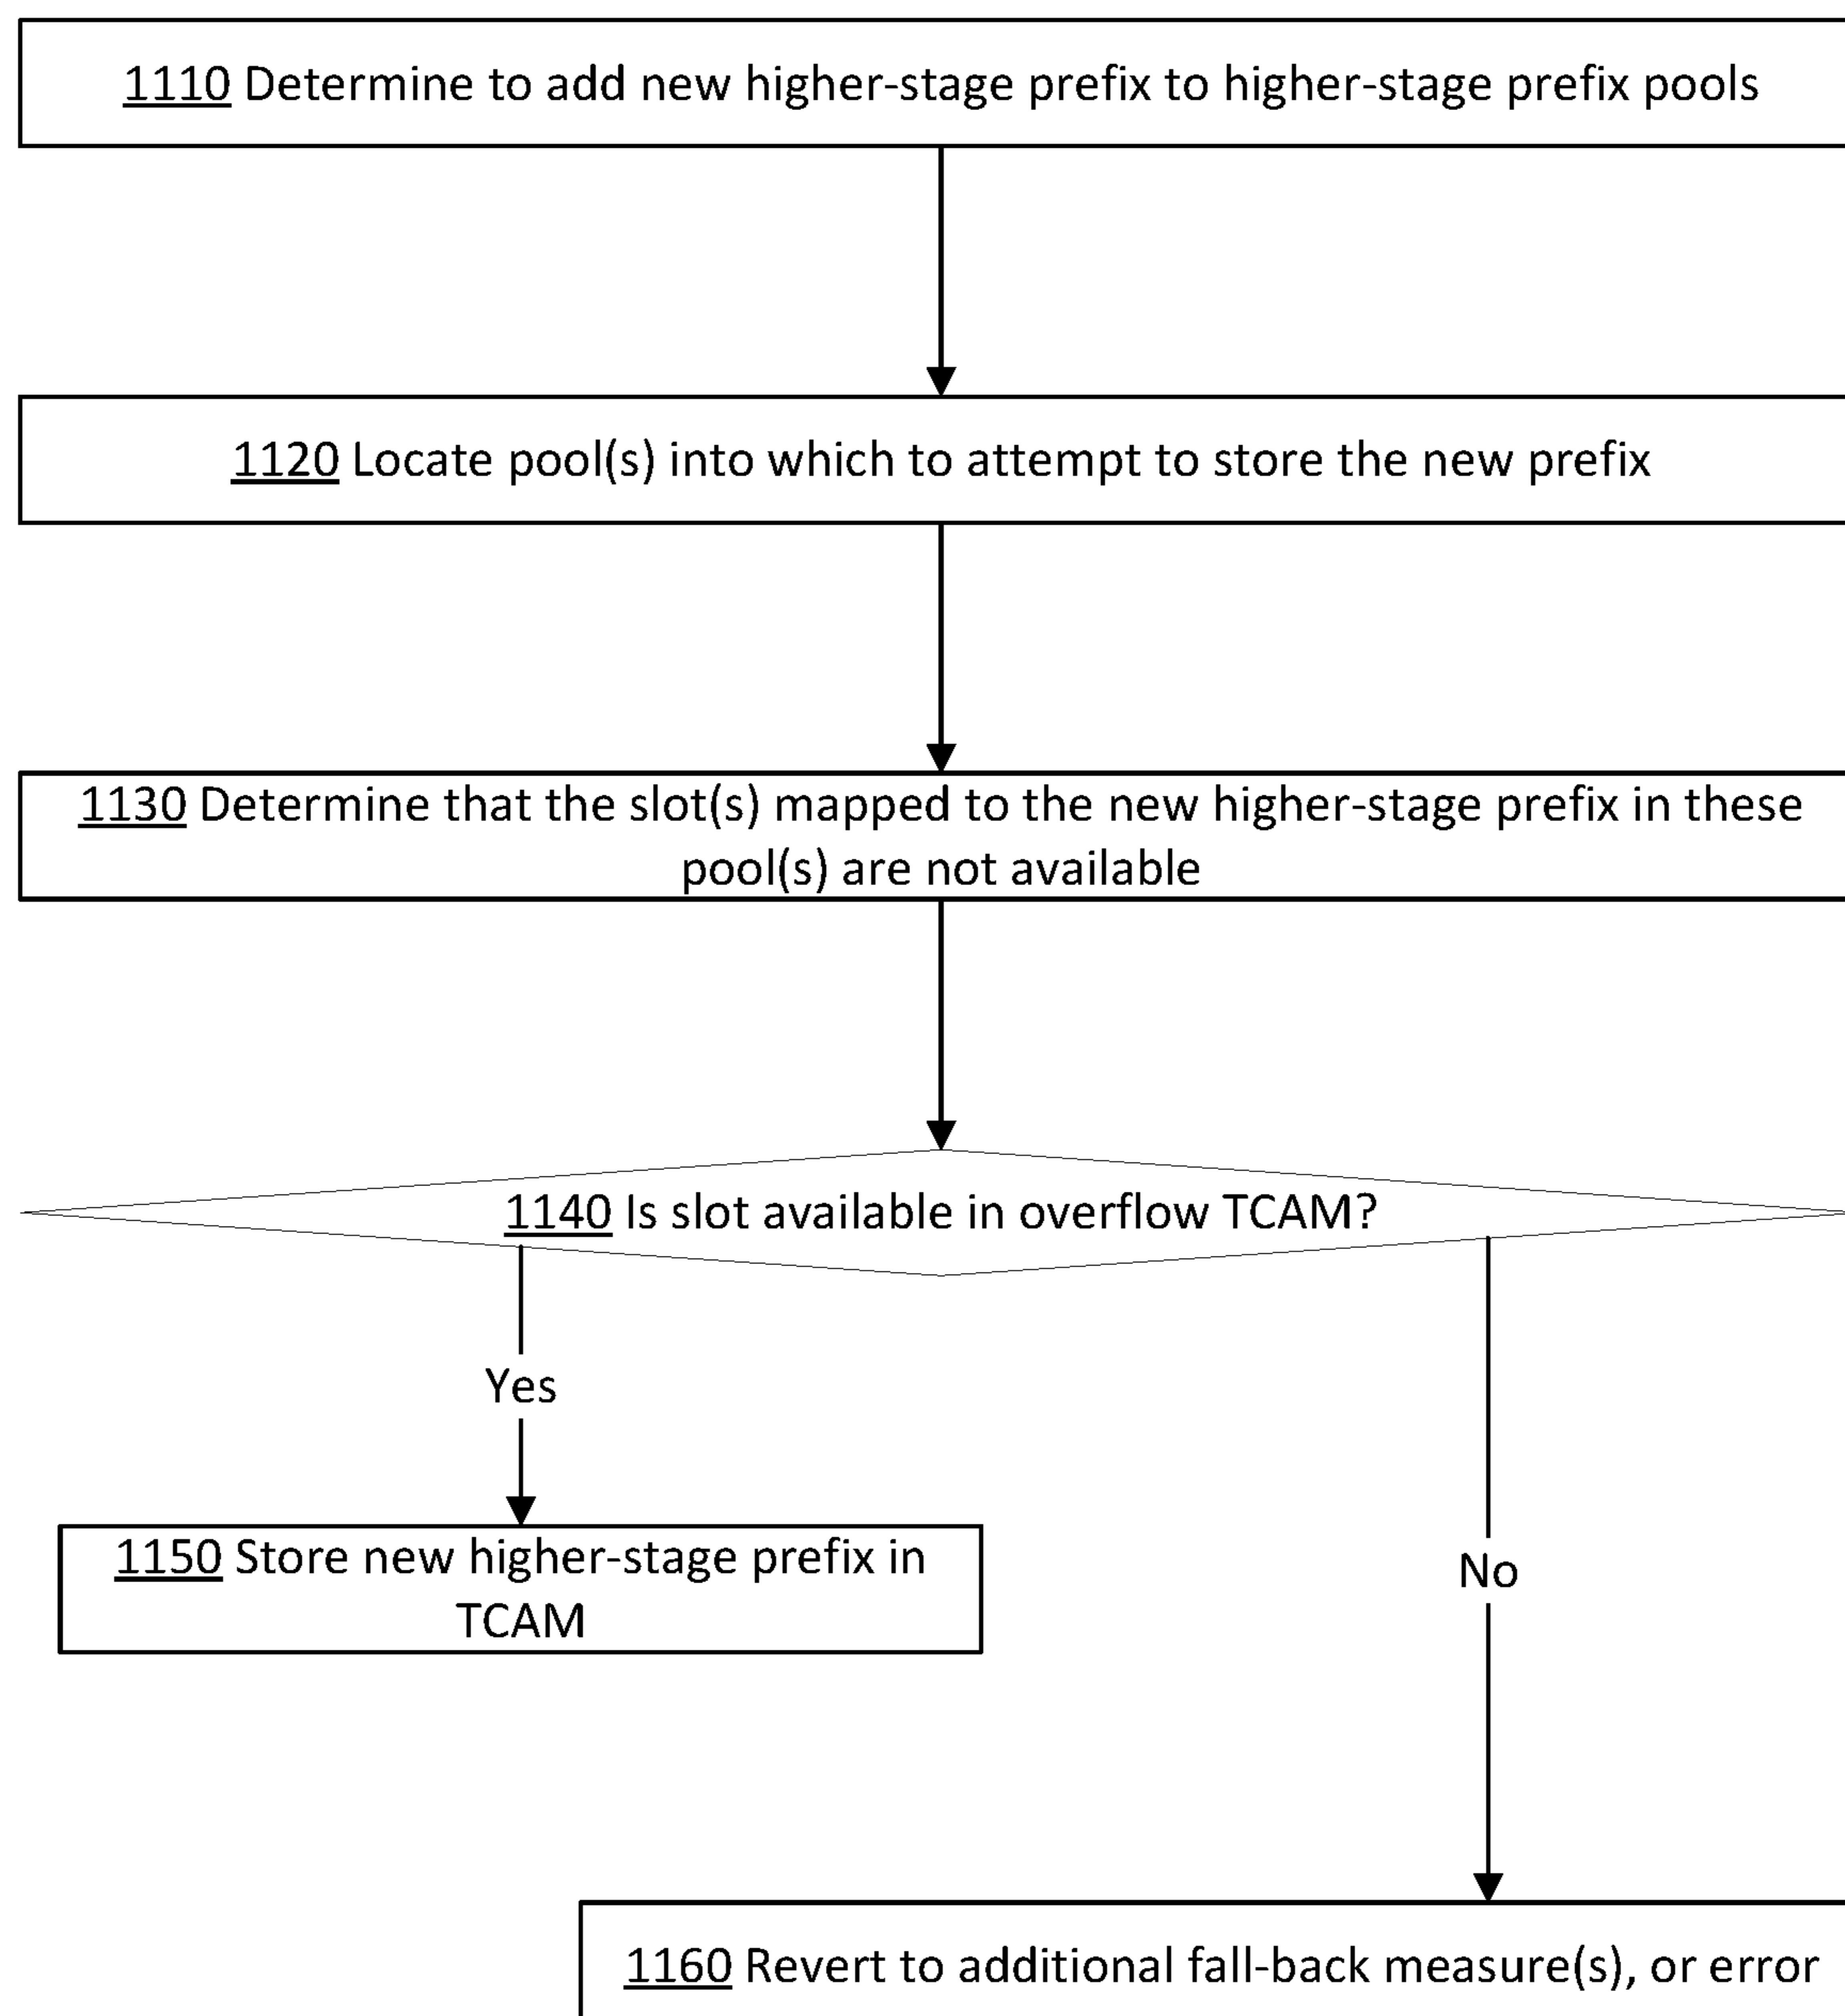 1110 Determine to add new higher-stage prefix to higher-stage prefix pools
1120 Locate pool(s) into which to attempt to store the new prefix
1130 Determine that the slot(s) mapped to the new higher-stage prefix in these
pool(s) are not available
1140 Is slot available in overflow TCAM?
Yes
1150 Store new higher-stage prefix in
TCAM
No
1160 Revert to additional fall-back measure(s), or error